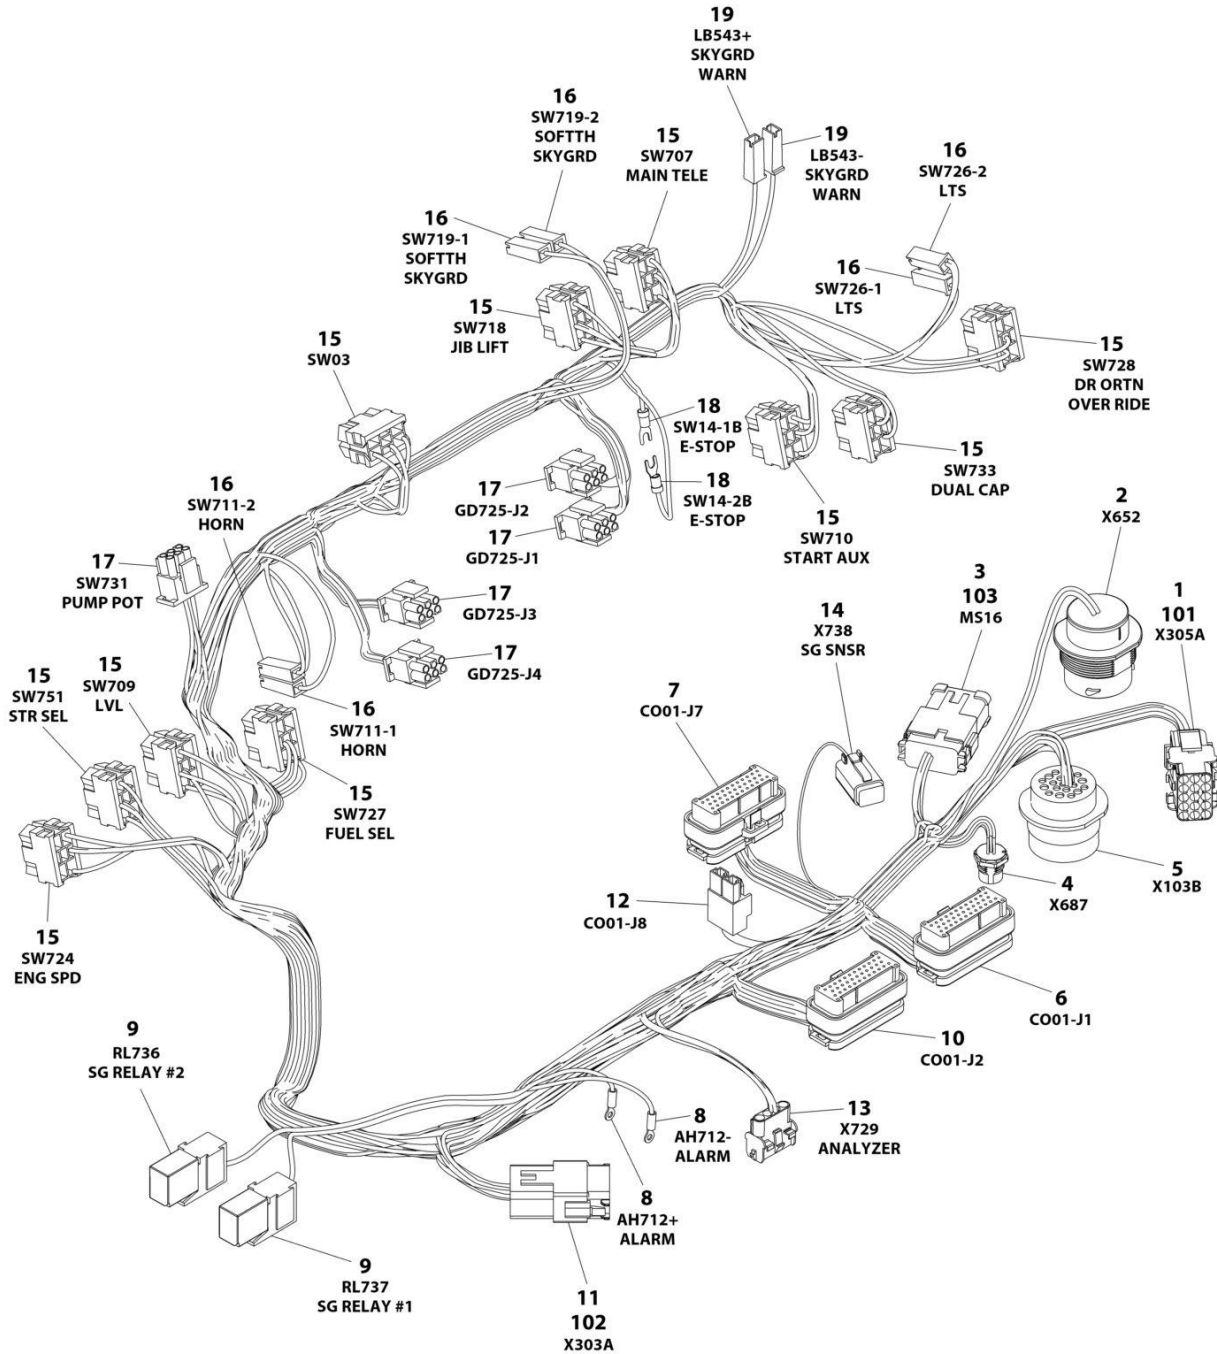 19
LB543+
SKYGRD
WARN
16
SW719-2
SOFTTH
SKYGRD
15
SW707
MAIN TELE
19
LB543-
SKYGRD
WARN
16
SW726-2
LTS
16
SW719-1
SOFTTH
SKYGRD
16
SW726-1
LTS
15
SW718
JIB LIFT
15
SW03
15
SW728
DR ORTN
OVER RIDE
18
SW14-1B
E-STOP
15
SW733
DUAL CAP
16
SW711-2
HORN
17
GD725-J2
18
SW14-2B
E-STOP
15
SW710
START AUX
2
X652
17
GD725-J1
17
SW731
PUMP POT
3
103
MS16
1
101
X305A
17
GD725-J3
14
X738
SG SNSR
17
GD725-J4
15
SW751
STR SEL
15
SW709
LVL
7
CO01-J7
16
SW711-1
HORN
15
SW727
FUEL SEL
12
CO01-J8
4
X687
5
X103B
15
SW724
ENG SPD
6
CO01-J1
10
CO01-J2
9
RL736
SG RELAY #2
8
AH712-
ALARM
13
X729
ANALYZER
8
AH712+
ALARM
9
RL737
SG RELAY #1
11
102
X303A